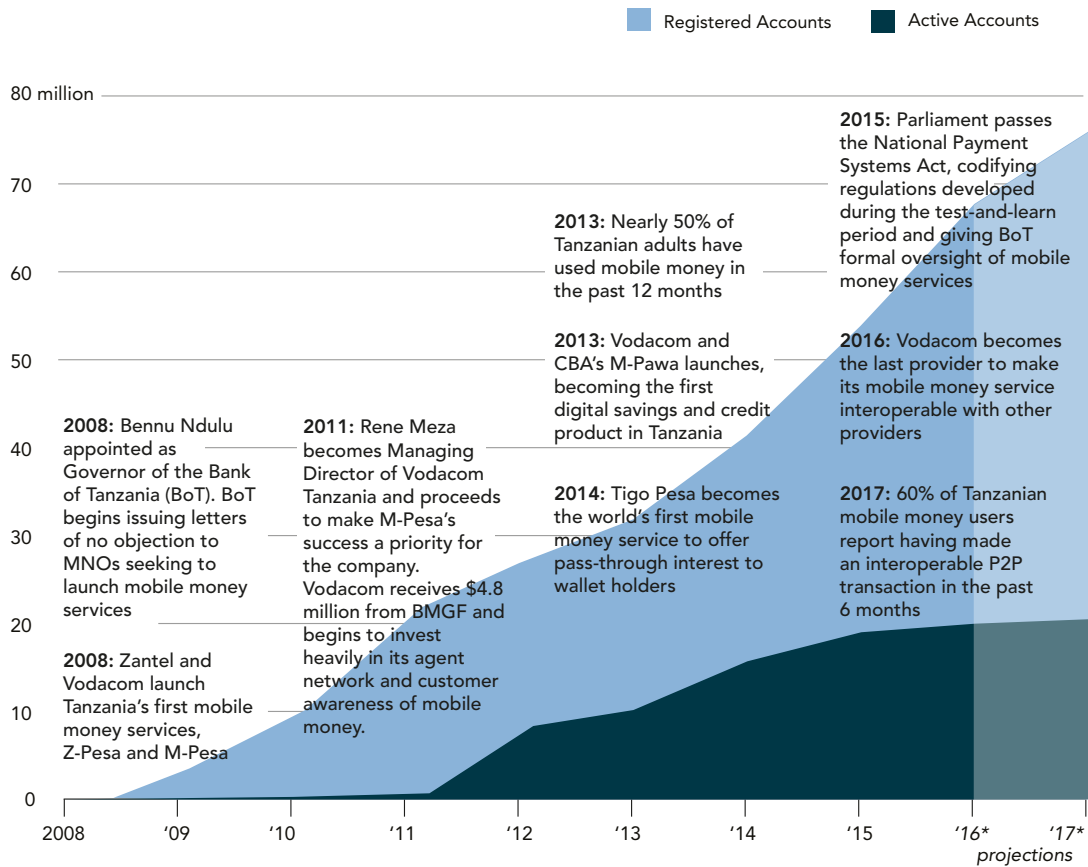 Registered Accounts
Active Accounts
80 million
70
60
50
40
30
20
10
0
2008: Bennu Ndulu
appointed as
Governor of the Bank
of Tanzania (BoT). BoT
begins issuing letters
of no objection to
MNOs seeking to
launch mobile money
services
2008: Zantel and
Vodacom launch
Tanzania’s first mobile
money services,
Z-Pesa and M-Pesa
2011: Rene Meza
becomes Managing
Director of Vodacom
Tanzania and proceeds
to make M-Pesa’s
success a priority for
the company.
Vodacom receives $4.8
million from BMGF and
begins to invest
heavily in its agent
network and customer
awareness of mobile
money.
2013: Nearly 50% of
Tanzanian adults have
used mobile money in
the past 12 months
2013: Vodacom and
CBA’s M-Pawa launches,
becoming the first
digital savings and credit
product in Tanzania
2014: Tigo Pesa becomes
the world’s first mobile
money service to offer
pass-through interest to
wallet holders
2015: Parliament passes
the National Payment
Systems Act, codifying
regulations developed
during the test-and-learn
period and giving BoT
formal oversight of mobile
money services
2016: Vodacom becomes
the last provider to make
its mobile money service
interoperable with other
providers
2017: 60% of Tanzanian
mobile money users
report having made
an interoperable P2P
transaction in the past
6 months
2008 ‘09 ‘10 ‘11 ‘12 ‘13 ‘14 ‘15 ‘16* ‘17*
projections